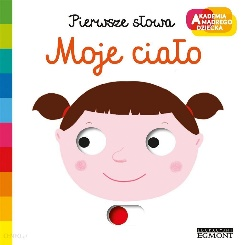 Pierwsze słowa
Moje ciało
AKADEMIA
MĄDREGO
DZIECKA
EGMONT